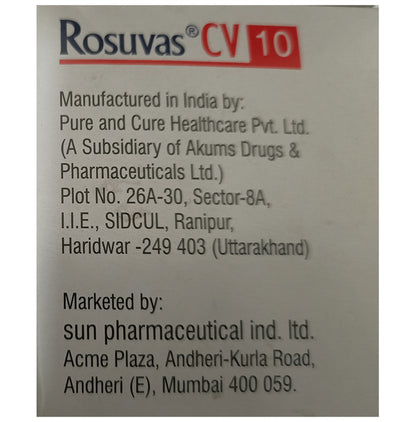 Rosuvas® CV 10
Manufactured in India by:
Pure and Cure Healthcare Pvt. Ltd.
(A Subsidiary of Akums Drugs &
Pharmaceuticals Ltd.)
Plot No. 26A-30, Sector-8A,
I.I.E., SIDCUL, Ranipur,
Haridwar -249 403 (Uttarakhand)
Marketed by:
sun pharmaceutical ind. ltd.
Acme Plaza, Andheri-Kurla Road,
Andheri (E), Mumbai 400 059.